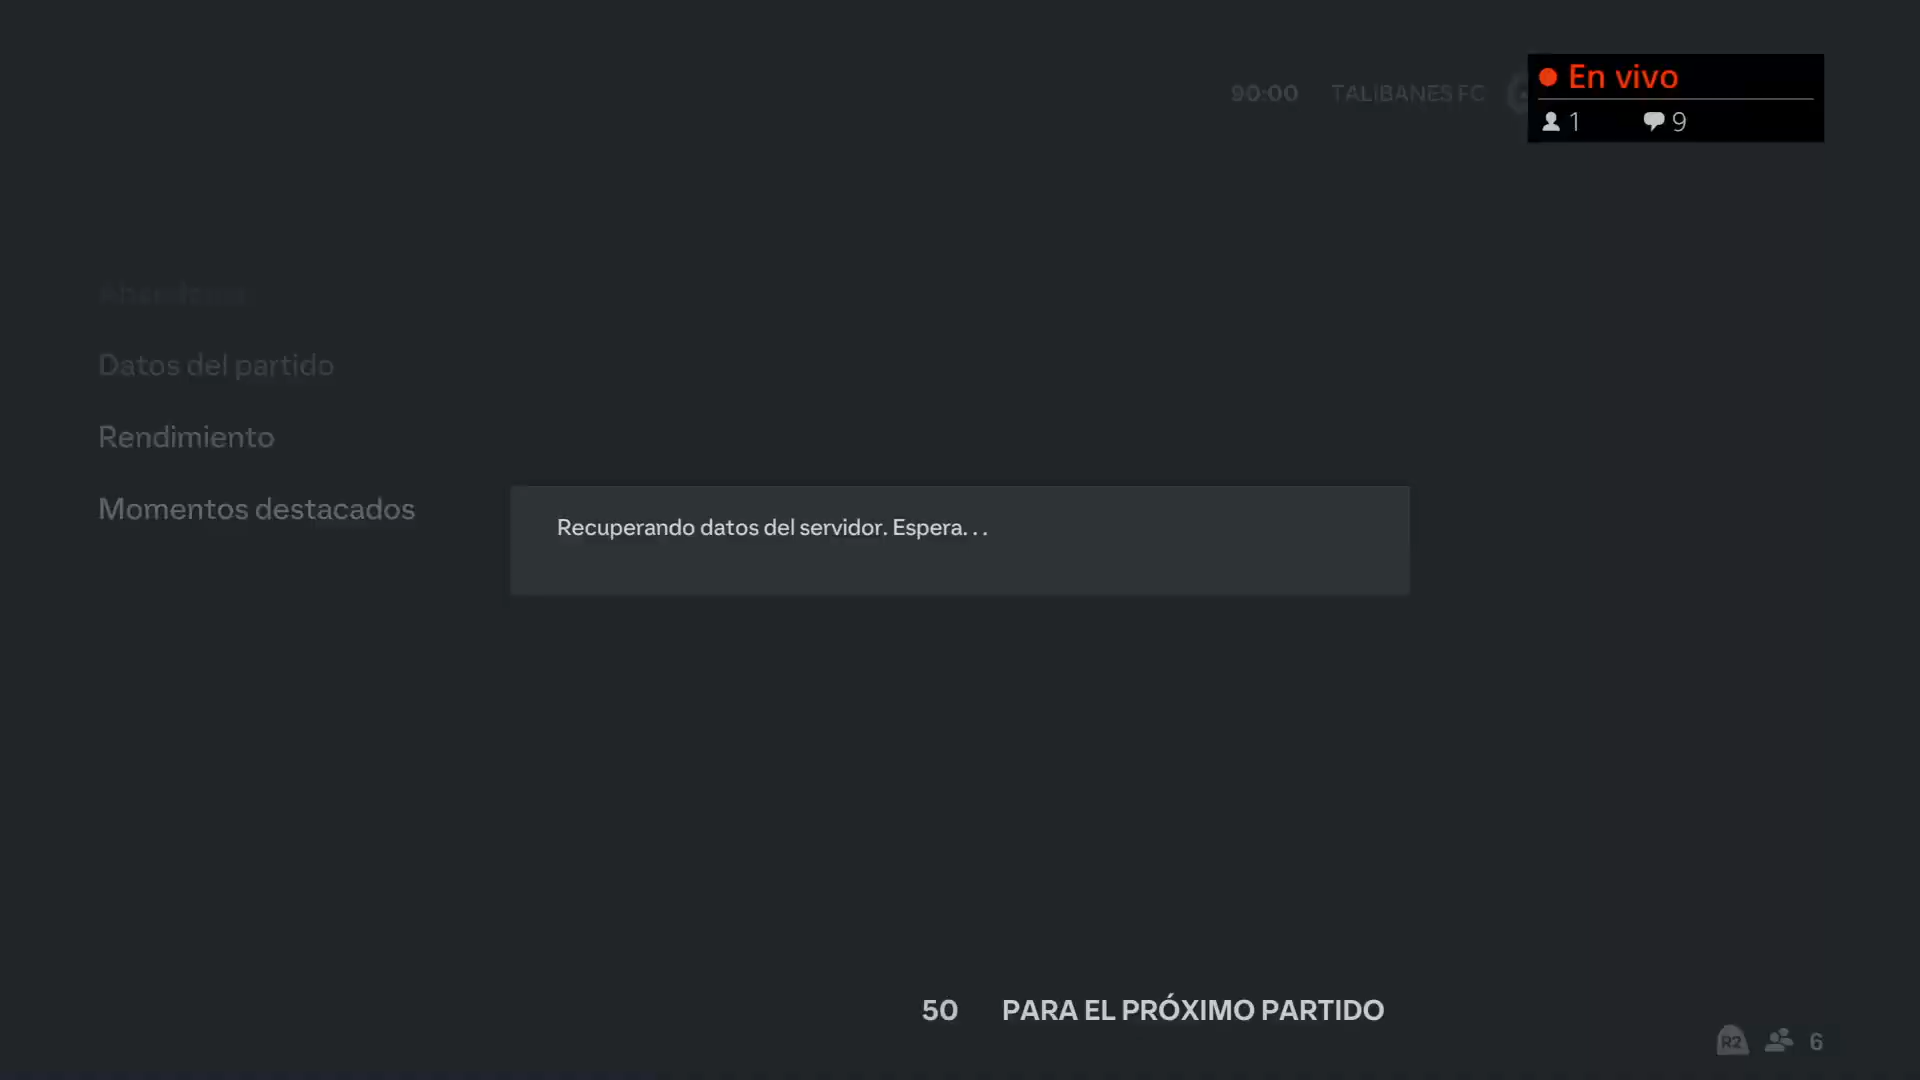 90:00 TALIBANES FC
En vivo
1 9
Abandonar
Datos del partido
Rendimiento
Momentos destacados
Recuperando datos del servidor. Espera...
50 PARA EL PRÓXIMO PARTIDO
R2 6